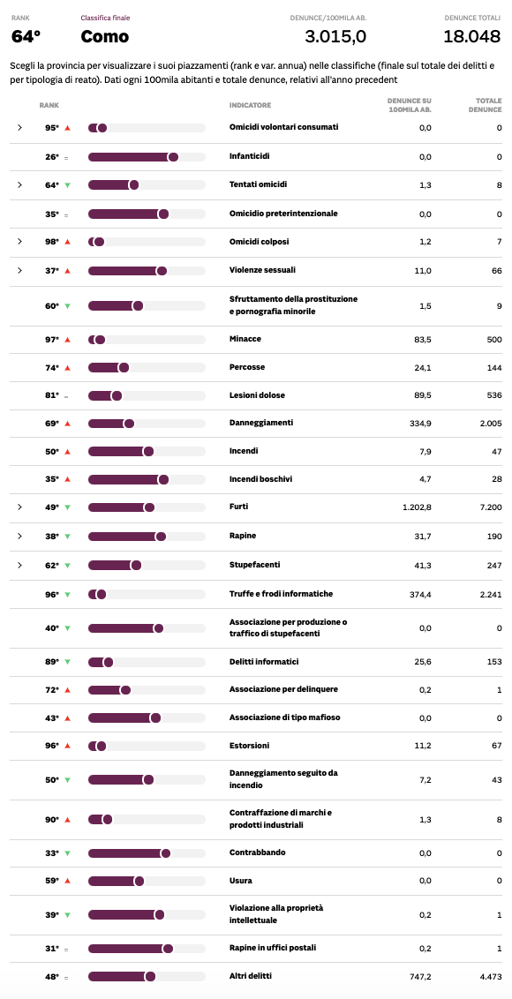 RANK Classifica finale DENUNCE/100MILA AB. DENUNCE TOTALI
64° Como 3.015,0 18.048
Scegli la provincia per visualizzare i suoi piazzamenti (rank e var. annua) nelle classifiche (finale sul totale dei delitti e
per tipologia di reato). Dati ogni 100mila abitanti e totale denunce, relativi all'anno precedent
RANK INDICATORE DENUNCE SU 100MILA AB. TOTALE DENUNCE
95° Omicidi volontari consumati 0,0 0
26° = Infanticidi 0,0 0
64° Tentati omicidi 1,3 8
35° = Omicidio preterintenzionale 0,0 0
98° Omicidi colposi 1,2 7
37° Violenze sessuali 11,0 66
60° Sfruttamento della prostituzione
e pornografia minorile 1,5 9
97° Minacce 83,5 500
74° Percosse 24,1 144
81° = Lesioni dolose 89,5 536
69° Danneggiamenti 334,9 2.005
50° Incendi 7,9 47
35° Incendi boschivi 4,7 28
49° Furti 1.202,8 7.200
38° Rapine 31,7 190
62° Stupefacenti 41,3 247
96° Truffe e frodi informatiche 374,4 2.241
40° Associazione per produzione o
traffico di stupefacenti 0,0 0
89° Delitti informatici 25,6 153
72° Associazione per delinquere 0,2 1
43° Associazione di tipo mafioso 0,0 0
96° Estorsioni 11,2 67
50° Danneggiamento seguito da
incendio 7,2 43
90° Contraffazione di marchi e
prodotti industriali 1,3 8
33° Contrabbando 0,0 0
59° Usura 0,0 0
39° Violazione alla proprietà
intellettuale 0,2 1
31° = Rapine in uffici postali 0,2 1
48° = Altri delitti 747,2 4.473